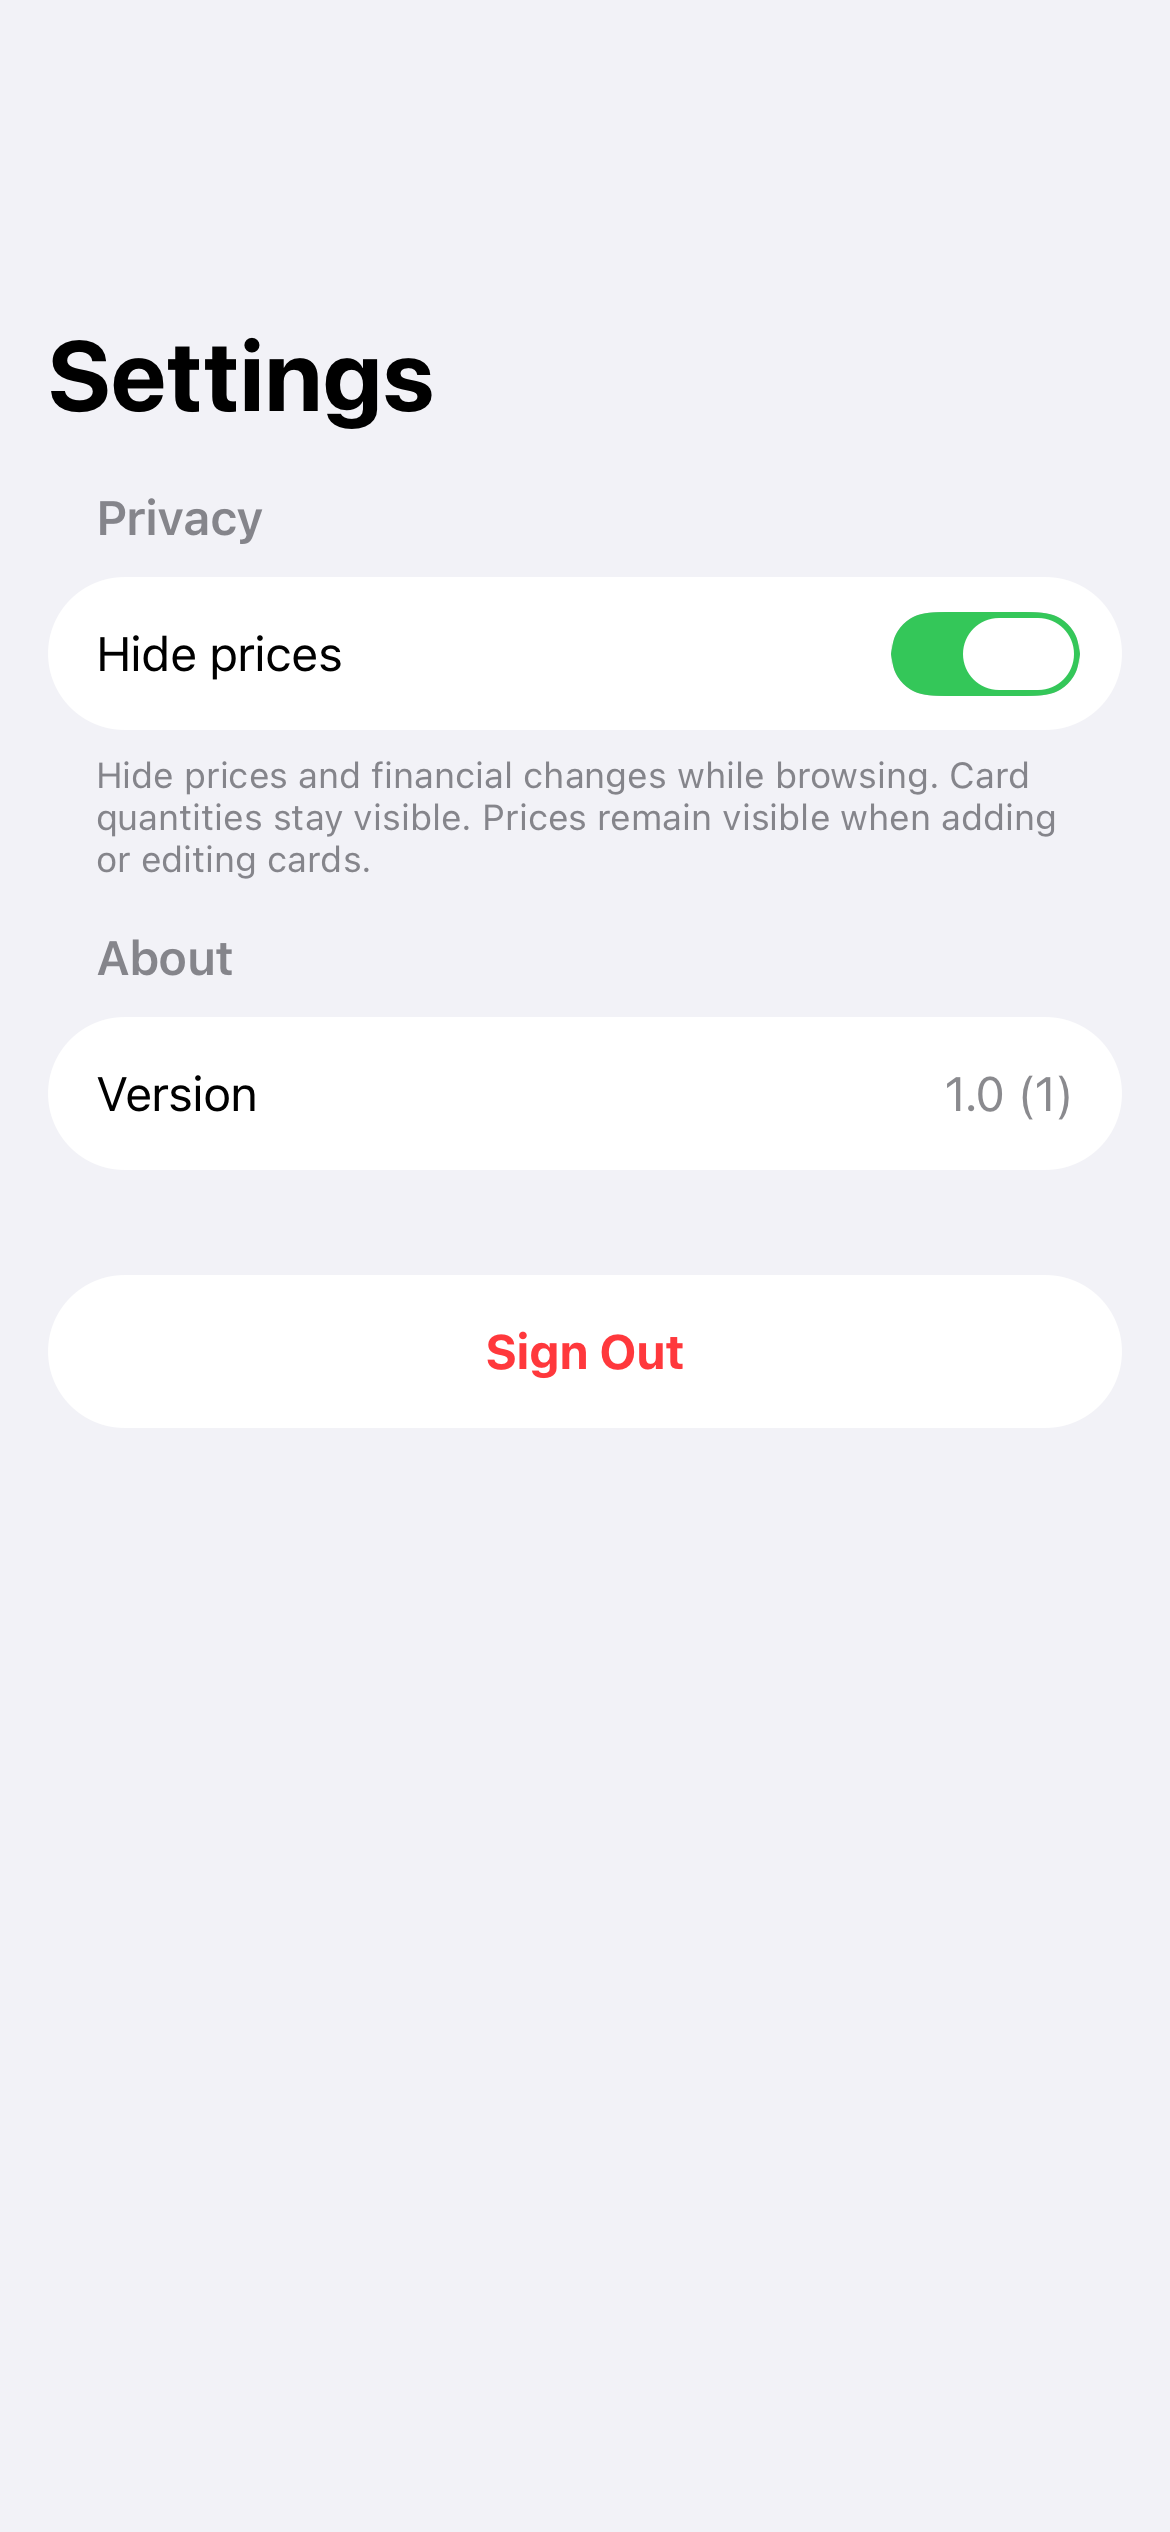 Settings
Privacy
Hide prices
Hide prices and financial changes while browsing. Card
quantities stay visible. Prices remain visible when adding
or editing cards.
About
Version 1.0 (1)
Sign Out